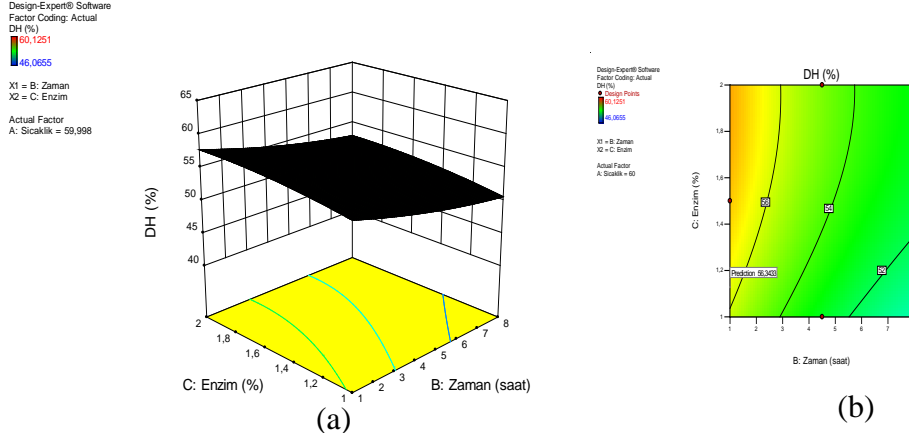 Design-Expert® Software
Factor Coding: Actual
DH (%)
60,1251
46,0655
X1 = B: Zaman
X2 = C: Enzim
Actual Factor
A: Sicaklik = 59,998
65
60
55
50
45
40
DH (%)
2
1,8
1,6
1,4
1,2
1
1
2
3
4
5
6
7
8
C: Enzim (%)
B: Zaman (saat)
(a)
Design-Expert® Software
Factor Coding: Actual
DH (%)
Design Points
60,1251
46,0655
X1 = B: Zaman
X2 = C: Enzim
Actual Factor
A: Sicaklik = 60
DH (%)
2
1,8
1,6
1,4
1,2
1
C: Enzim (%)
56
54
52
Prediction 56,3433
1 2 3 4 5 6 7
B: Zaman (saat)
(b)